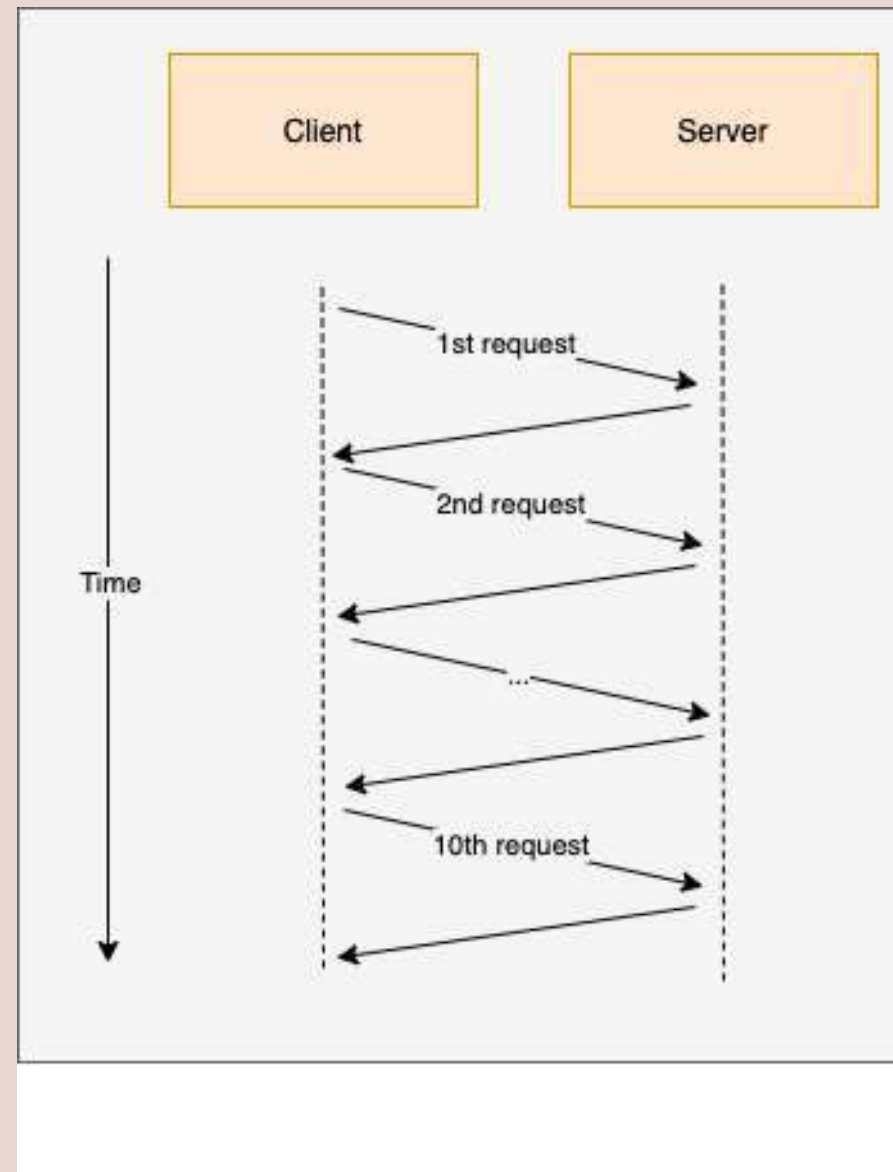 Client
Server
1st request
2nd request
Time
...
10th request